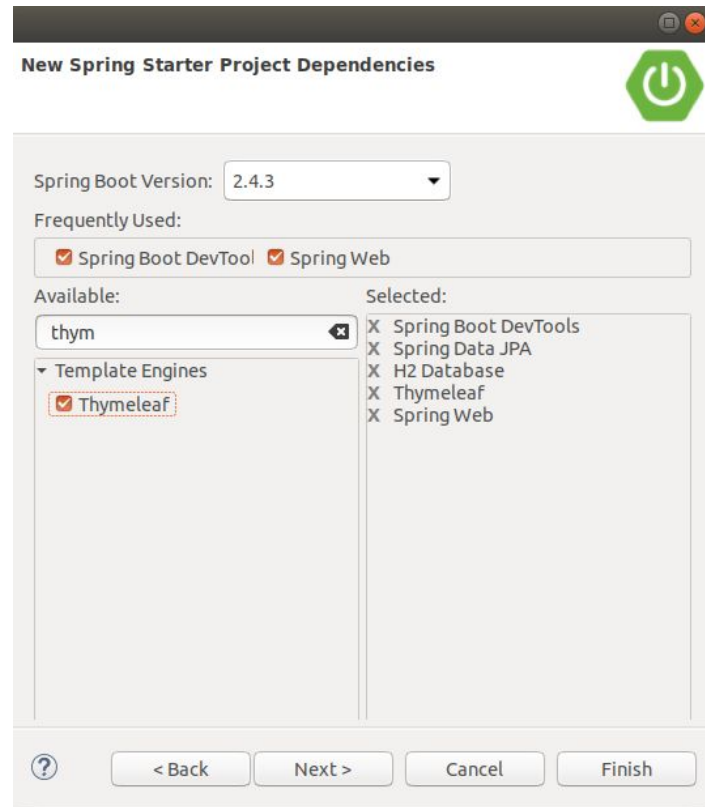 New Spring Starter Project Dependencies
Spring Boot Version: 2.4.3
Frequently Used:
Spring Boot DevTool Spring Web
Available:
Selected:
thym
Template Engines
Thymeleaf
X Spring Boot DevTools
X Spring Data JPA
X H2 Database
X Thymeleaf
X Spring Web
?
< Back
Next >
Cancel
Finish